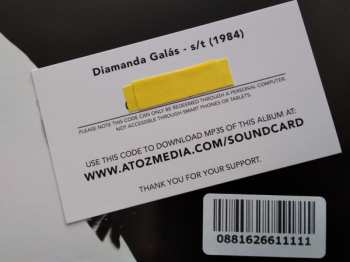 Diamanda Galás - s/t (1984)
PLEASE NOTE THIS CODE CAN ONLY BE REDEEMED THROUGH A PERSONAL COMPUTER.
NOT ACCESSIBLE THROUGH SMART PHONES OR TABLETS.
USE THIS CODE TO DOWNLOAD MP3S OF THIS ALBUM AT:
WWW.ATOZMEDIA.COM/SOUNDCARD
THANK YOU FOR YOUR SUPPORT.
0881626611111